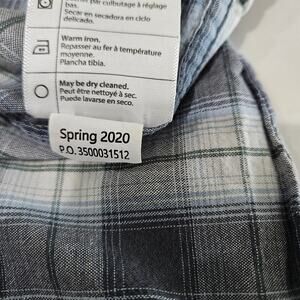 par culbutage à réglage
bas.
Secar en secadora en ciclo
delicado.
Warm iron.
Repasser au fer à température
moyenne.
Plancha tibia.
May be dry cleaned.
Peut être nettoyé à sec.
Puede lavarse en seco.
Spring 2020
P.O. 3500031512